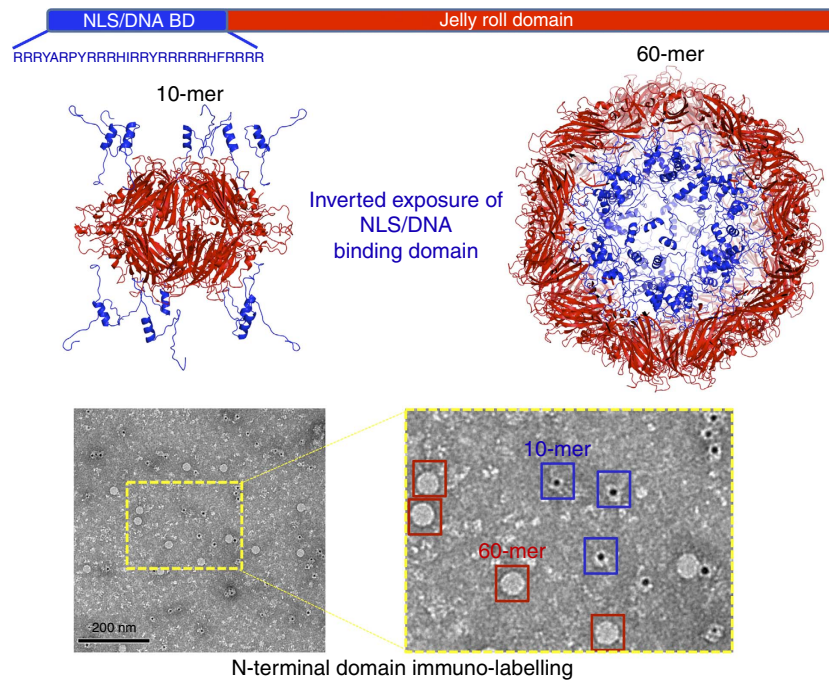 NLS/DNA BD
Jelly roll domain
RRRYARPYRRRHIRRYRRRRRHFRRRR
10-mer
60-mer
Inverted exposure of
NLS/DNA
binding domain
10-mer
60-mer
200 nm
N-terminal domain immuno-labelling